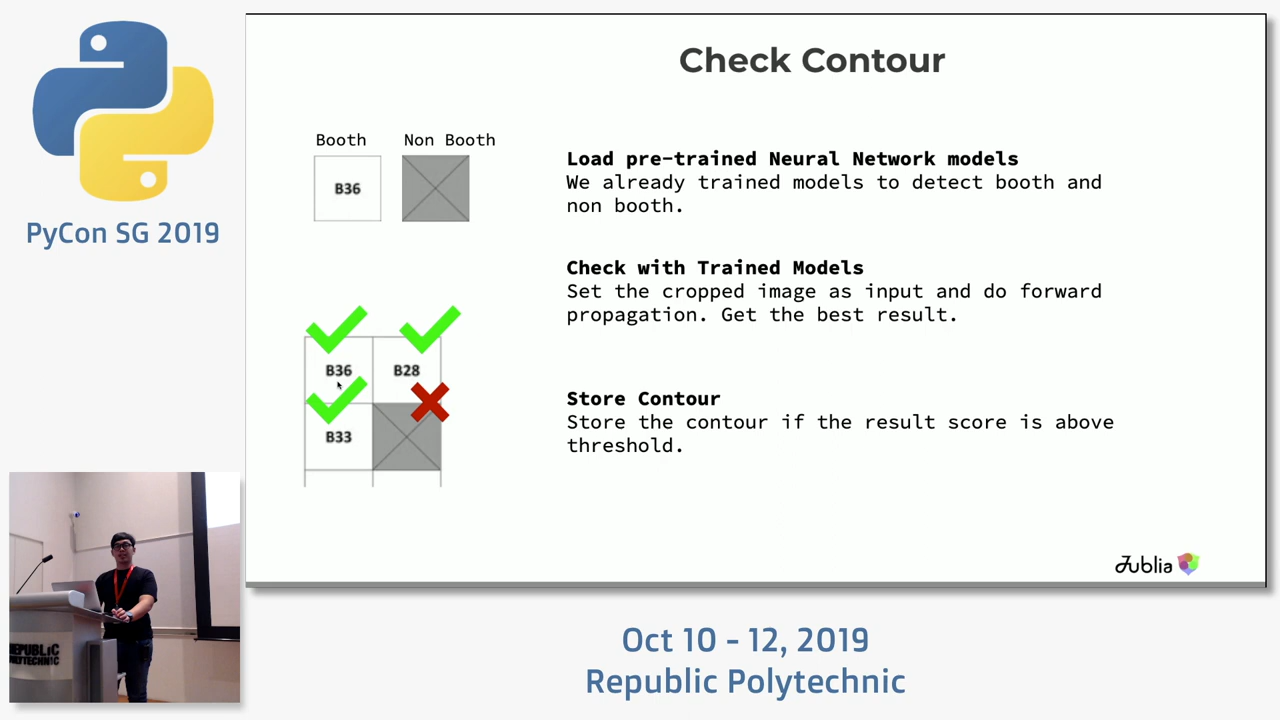 PyCon SG 2019
Check Contour
Booth
Non Booth
B36
Load pre-trained Neural Network models
We already trained models to detect booth and
non booth.
Check with Trained Models
Set the cropped image as input and do forward
propagation. Get the best result.
B36
B28
B33
Store Contour
Store the contour if the result score is above
threshold.
Jublia
REPUBLIC
POLYTECHNIC
Oct 10 - 12, 2019
Republic Polytechnic